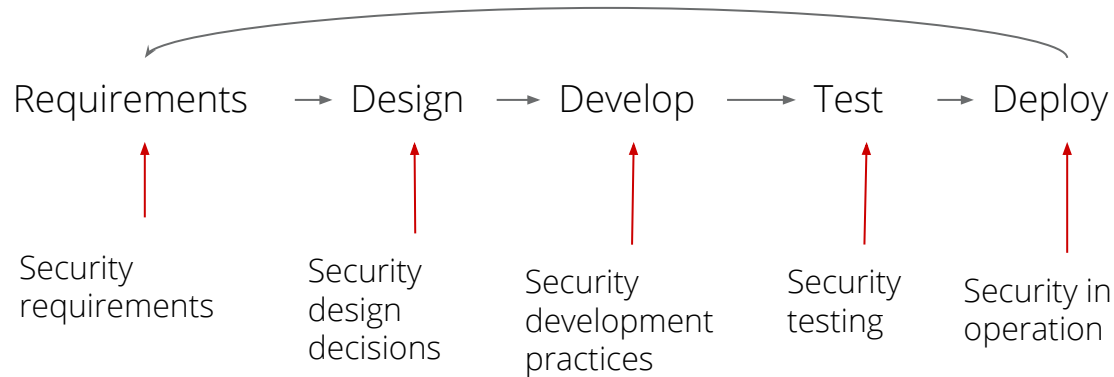 Requirements
Design
Develop
Test
Deploy
Security
requirements
Security
design
decisions
Security
development
practices
Security
testing
Security in
operation